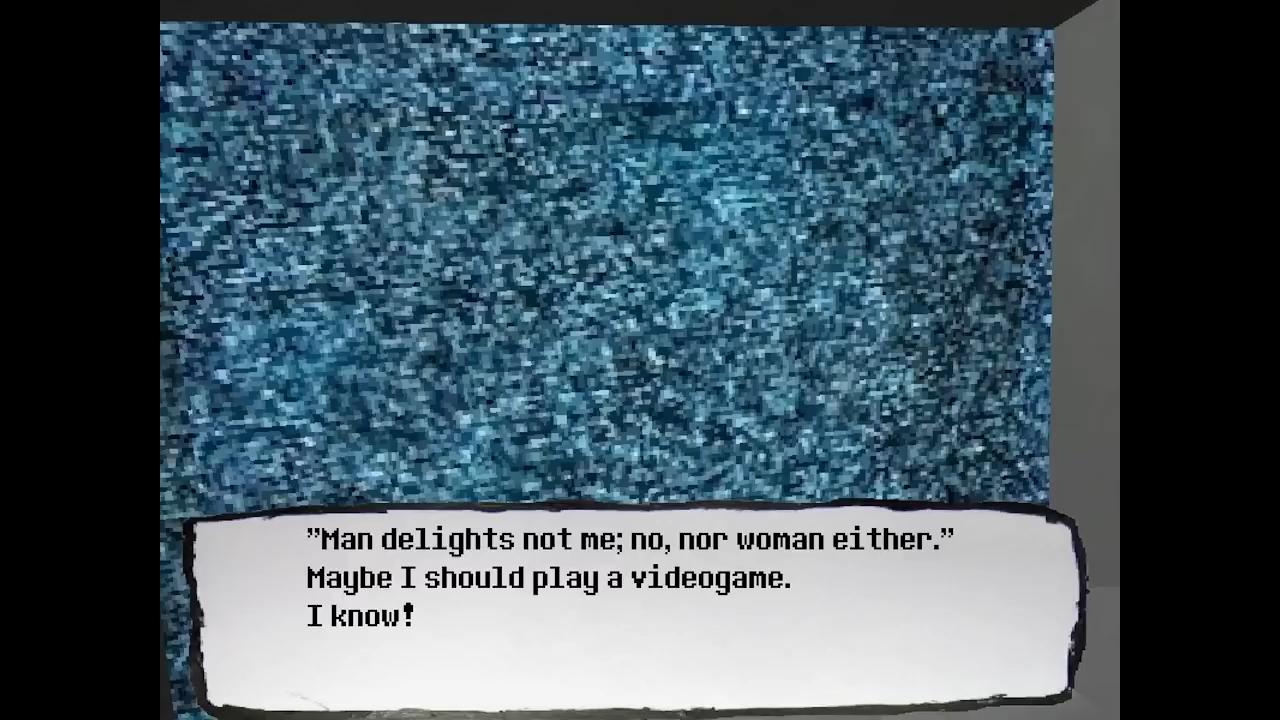 ”Man delights not me; no, nor woman either.”
Maybe I should play a videogame.
I know!